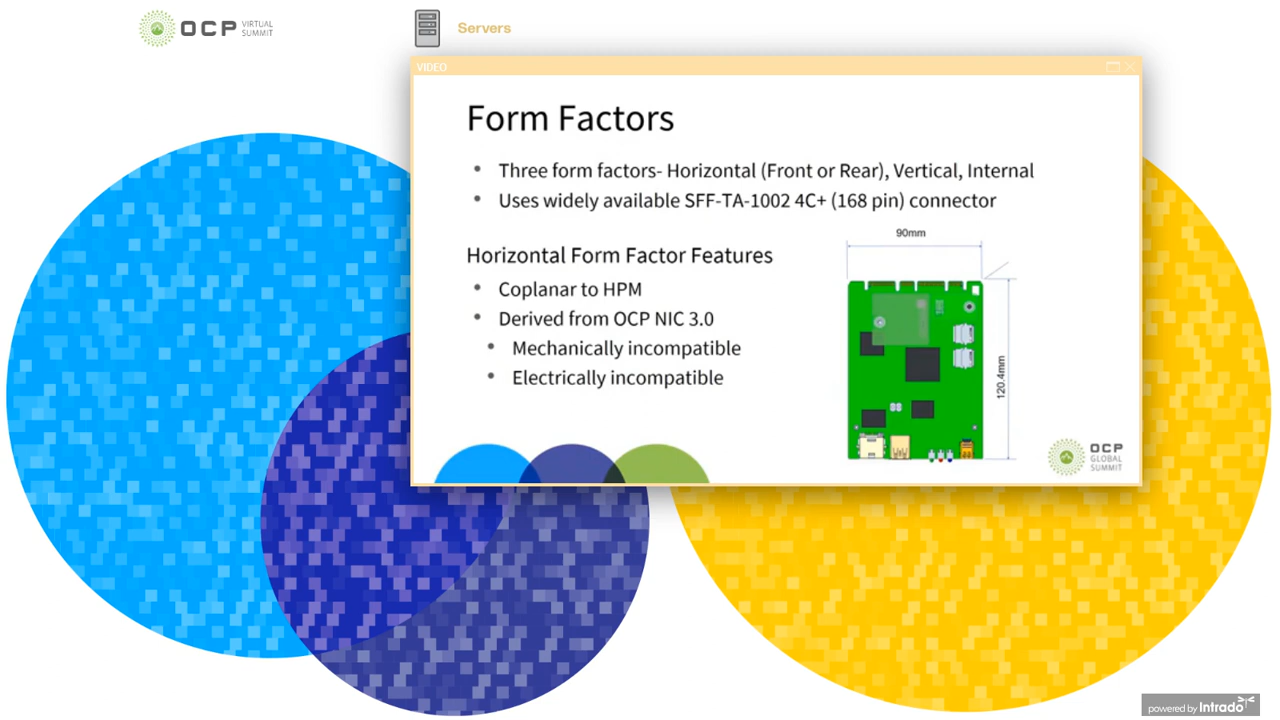 OCP VIRTUAL SUMMIT
Servers
VIDEO
Form Factors
• Three form factors- Horizontal (Front or Rear), Vertical, Internal
• Uses widely available SFF-TA-1002 4C+ (168 pin) connector
90mm
Horizontal Form Factor Features
• Coplanar to HPM
• Derived from OCP NIC 3.0
• Mechanically incompatible
• Electrically incompatible
120.4mm
OCP GLOBAL SUMMIT
powered by Intrado